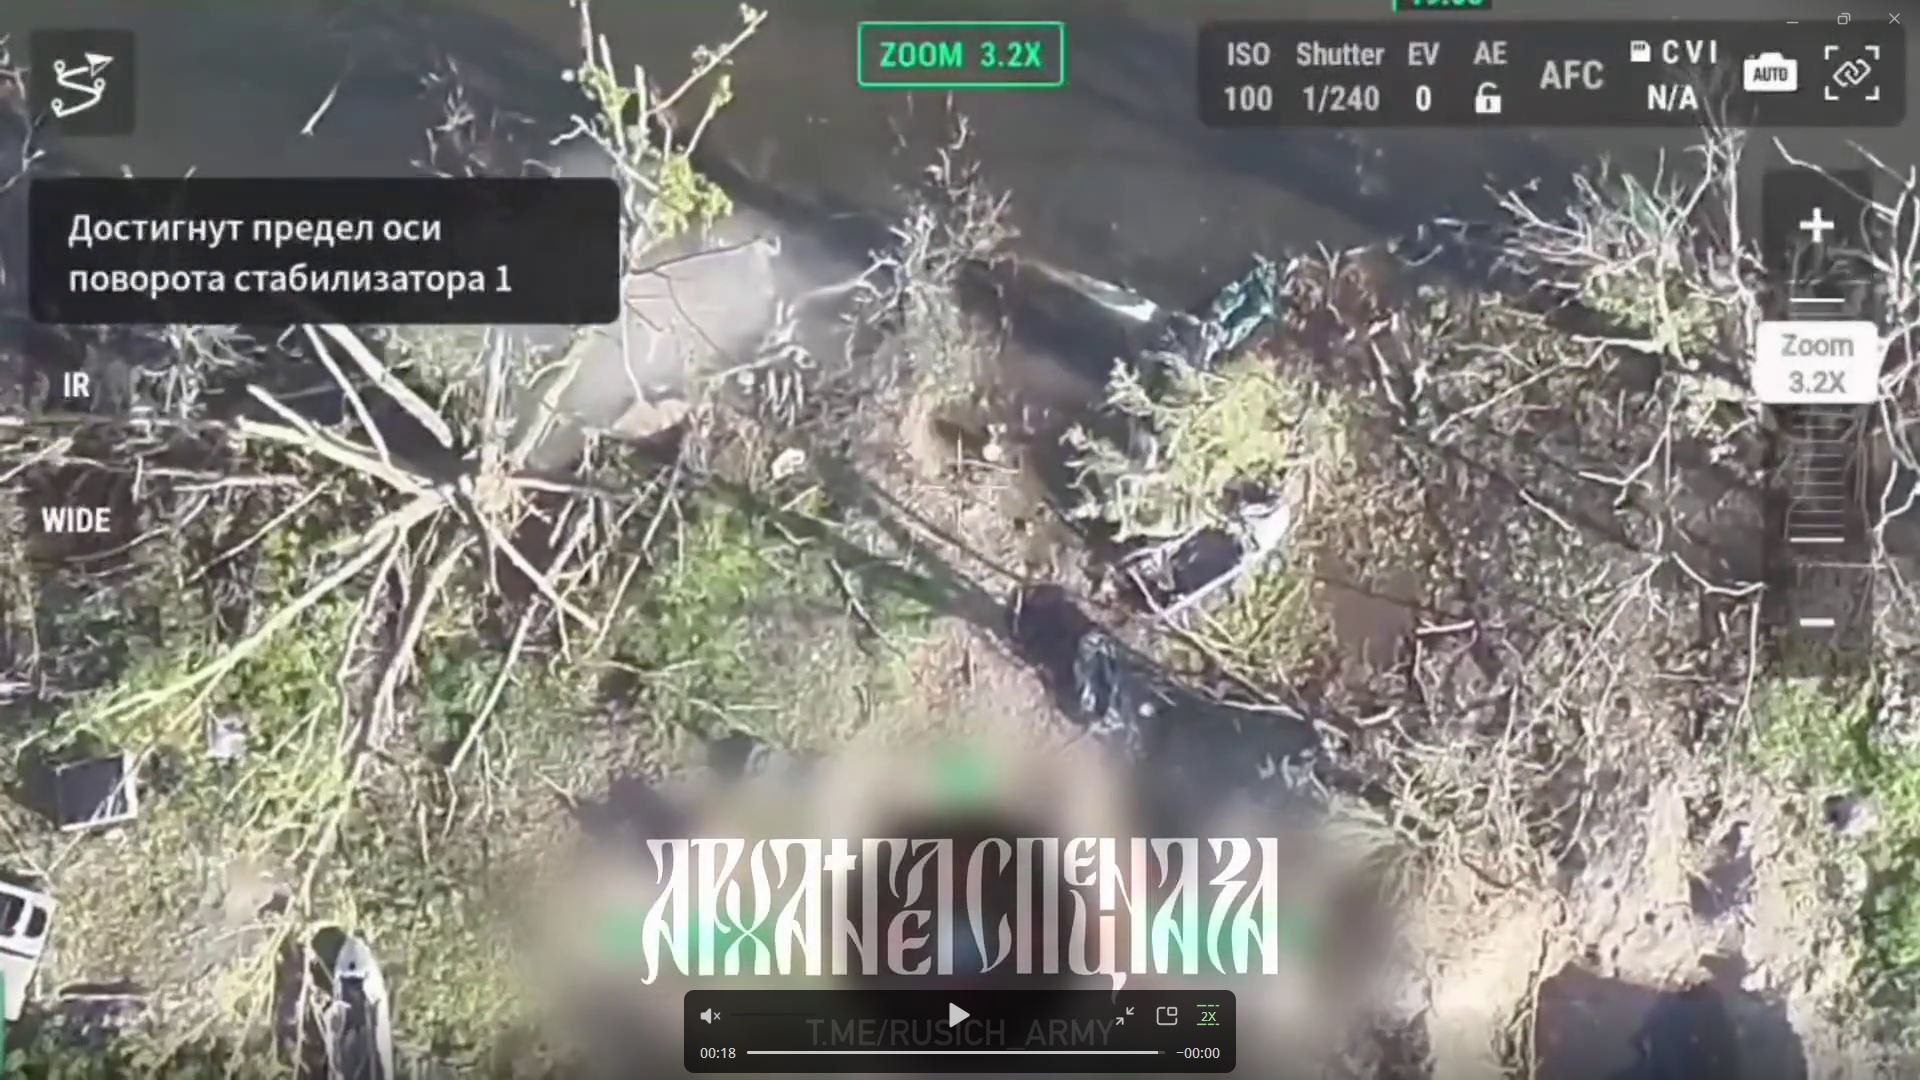 ZOOM 3.2X
ISO Shutter EV AE AFC C V I
100 1/240 0 N/A AUTO
Достигнут предел оси
поворота стабилизатора 1
IR
WIDE
Zoom
3.2X
АРХАНГЕЛ СПЕЦНАЗА
T.ME/RUSICH_ARMY
2X
00:18 −00:00